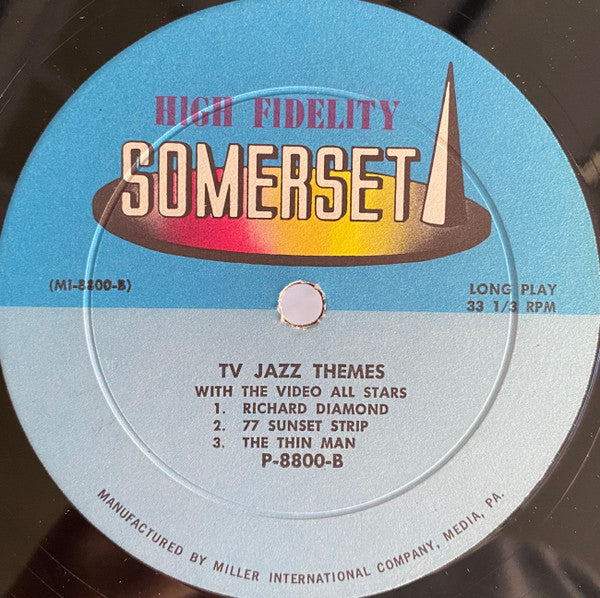 HIGH FIDELITY
SOMERSET
(MI-8800-B)
LONG PLAY
33 1/3 RPM
TV JAZZ THEMES
WITH THE VIDEO ALL STARS
1. RICHARD DIAMOND
2. 77 SUNSET STRIP
3. THE THIN MAN
P-8800-B
MANUFACTURED BY MILLER INTERNATIONAL COMPANY, MEDIA, PA.